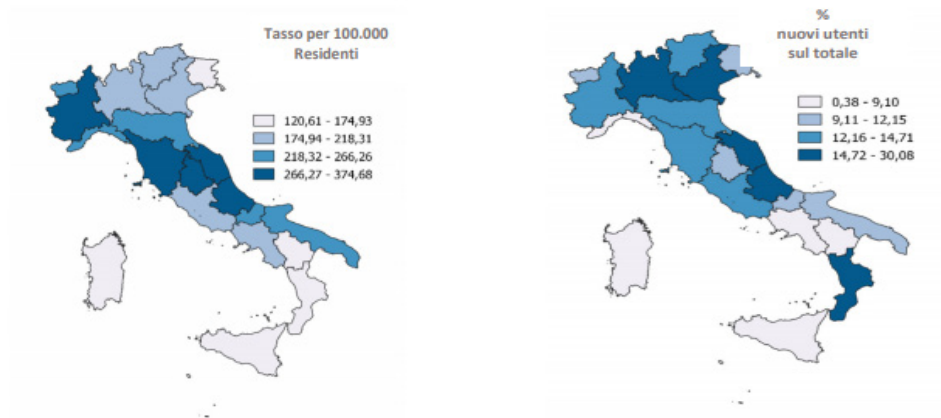 Tasso per 100.000
Residenti
120,61 - 174,93
174,94 - 218,31
218,32 - 266,26
266,27 - 374,68
%
nuovi utenti
sul totale
0,38 - 9,10
9,11 - 12,15
12,16 - 14,71
14,72 - 30,08